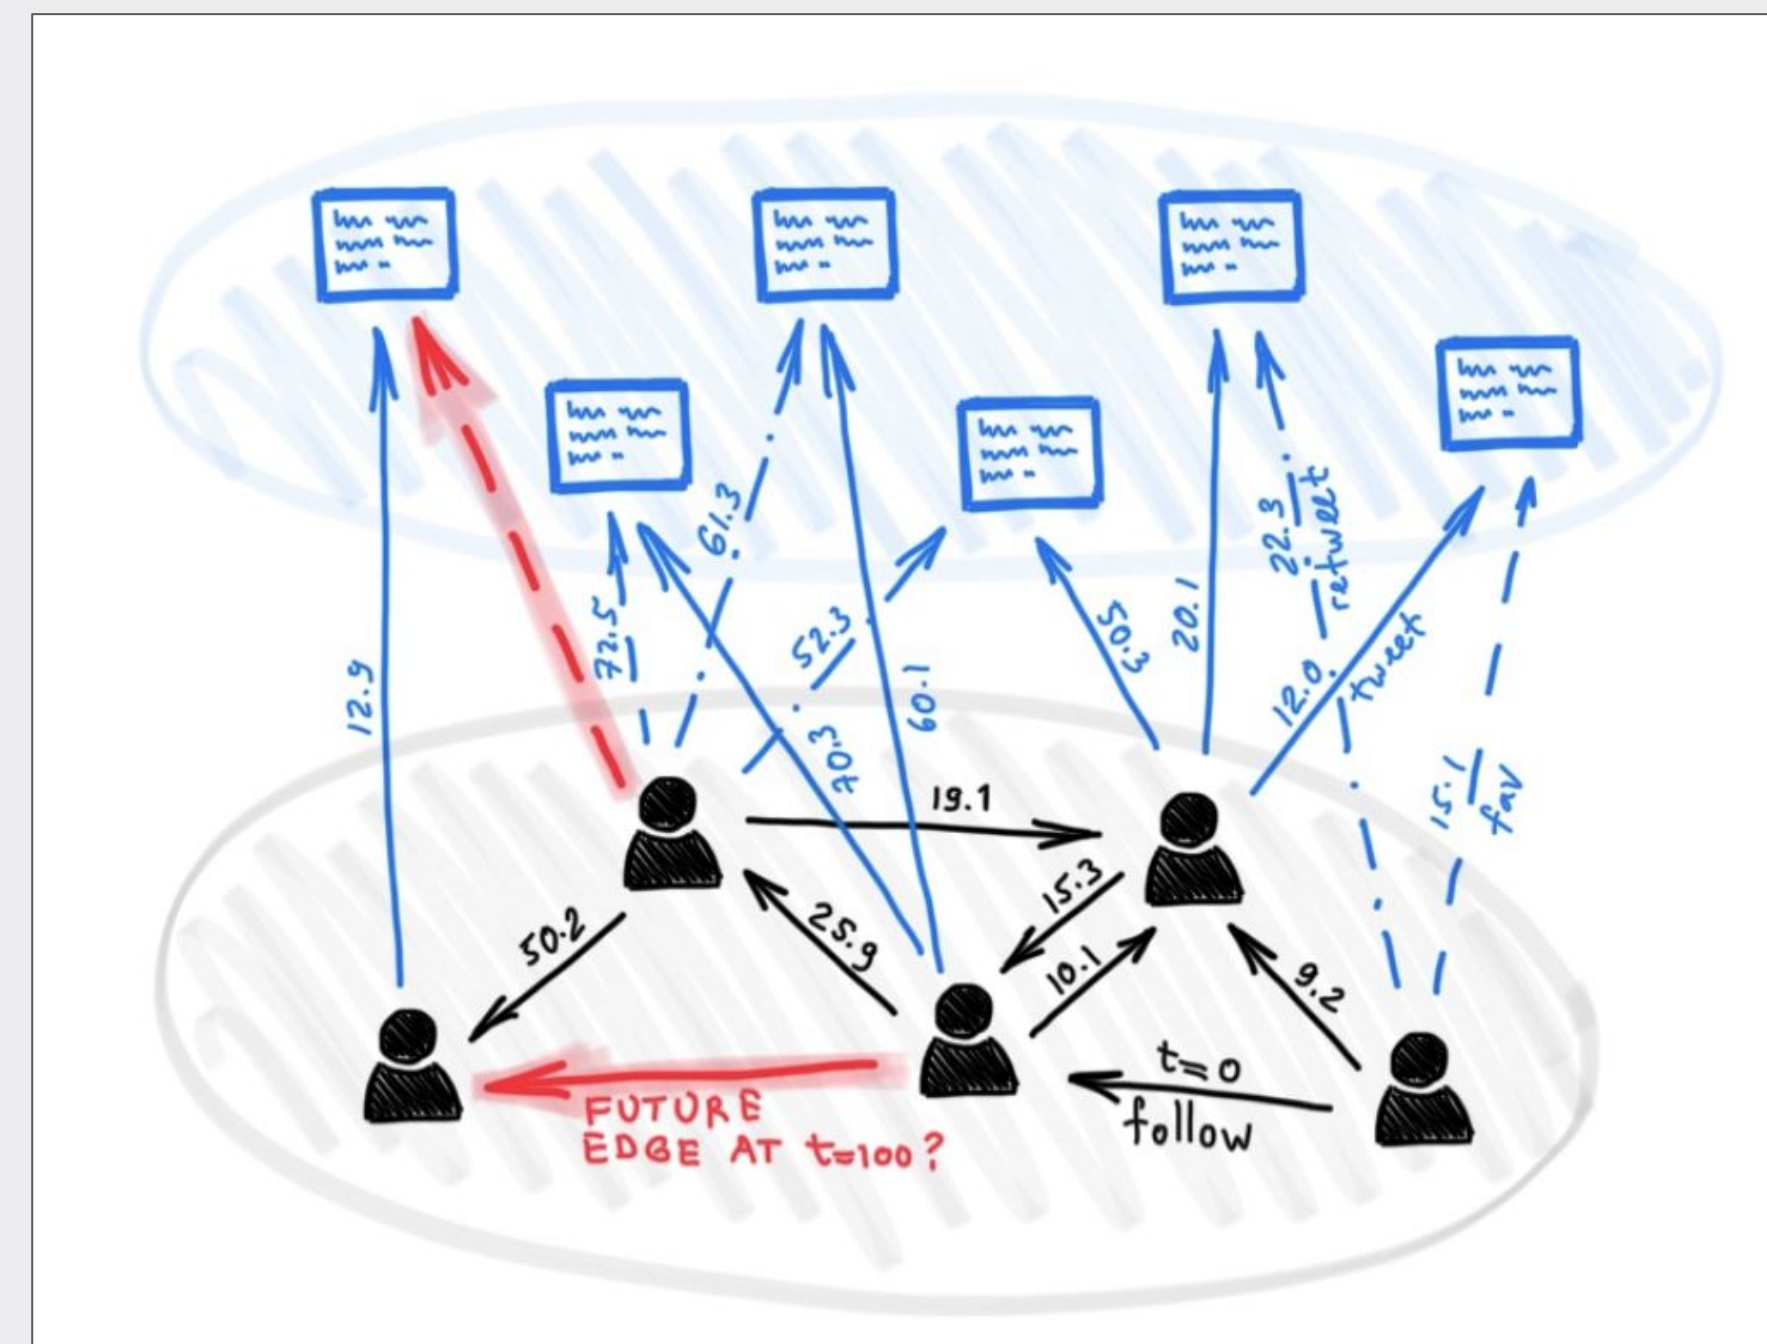 61.3
22.3
retweet
72.5
52.3
50.3
20.1
12.9
60.1
12.0
tweet
70.3
15.1
fav
19.1
15.3
50.2
25.9
10.1
9.2
t=0
follow
FUTURE
EDGE AT t=100?